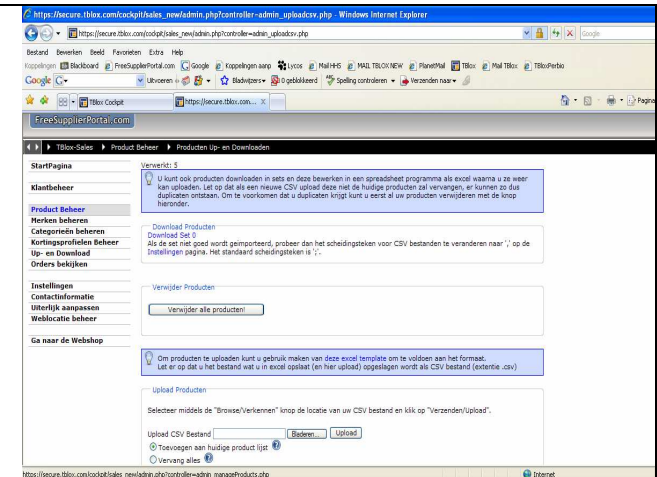 https://secure.tblox.com/cockpit/sales_new/admin.php?controller=admin_uploadcsv.php - Windows Internet Explorer
https://secure.tblox.com/cockpit/sales_new/admin.php?controller=admin_uploadcsv.php
Google
Bestand Bewerken Beeld Favorieten Extra Help
Koppelingen Blackboard FreeSupplierPortal.com Google Koppelingen aanp Lycos Mail HHS MAIL TBLOX NEW PlanetMail TBlox Mail TBlox TBloxPerbio
Google G Uitvoeren Bladwijzers 0 geblokkeerd Spelling controleren Verzenden naar
TBlox Cockpit https://secure.tblox.com... X Pagina
FreeSupplierPortal.com
TBlox-Sales Product Beheer Producten Up- en Downloaden
StartPagina
Klantbeheer
Product Beheer
Merken beheren
Categorieën beheren
Kortingsprofielen Beheer
Up- en Download
Orders bekijken
Instellingen
Contactinformatie
Uiterlijk aanpassen
Weblocatie beheer
Ga naar de Webshop
Verwerkt: 5
U kunt ook producten downloaden in sets en deze bewerken in een spreadsheet programma als excel waarna u ze weer
kan uploaden. Let op dat als een nieuwe CSV upload deze niet de huidige producten zal vervangen, er kunnen zo dus
duplicaten ontstaan. Om te voorkomen dat u duplicaten krijgt kunt u eerst al uw producten verwijderen met de knop
hieronder.
Download Producten
Download Set 0
Als de set niet goed wordt geimporteerd, probeer dan het scheidingsteken voor CSV bestanden te veranderen naar ',' op de
Instellingen pagina. Het standaard scheidingsteken is ';'.
Verwijder Producten
Verwijder alle producten!
Om producten te uploaden kunt u gebruik maken van deze excel template om te voldoen aan het formaat.
Let er op dat u het bestand wat u in excel opslaat (en hier upload) opgeslagen wordt als CSV bestand (extentie .csv)
Upload Producten
Selecteer middels de "Browse/Verkennen" knop de locatie van uw CSV bestand en klik op "Verzenden/Upload".
Upload CSV Bestand Bladeren... Upload
Toevoegen aan huidige product lijst
Vervang alles
https://secure.tblox.com/cockpit/sales_new/admin.php?controller=admin_manageProducts.php Internet